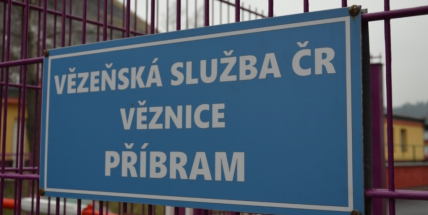 VĚZEŇSKÁ SLUŽBA ČR
VĚZNICE
PŘÍBRAM